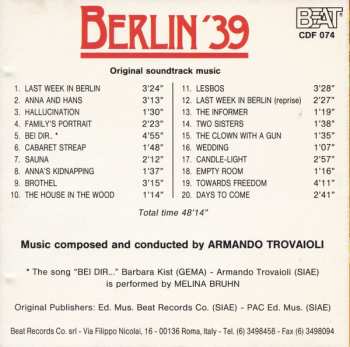 BERLIN '39
BEAT
CDF 074
Original soundtrack music
1. LAST WEEK IN BERLIN 3'24"
2. ANNA AND HANS 3'13"
3. HALLUCINATION 1'30"
4. FAMILY'S PORTRAIT 2'23"
5. BEI DIR.. * 4'55"
6. CABARET STREAP 1'48"
7. SAUNA 2'12"
8. ANNA'S KIDNAPPING 1'37"
9. BROTHEL 3'15"
10. THE HOUSE IN THE WOOD 1'14"
11. LESBOS 3'28"
12. LAST WEEK IN BERLIN (reprise) 2'27"
13. THE INFORMER 1'19"
14. TWO SISTERS 1'38"
15. THE CLOWN WITH A GUN 1'35"
16. WEDDING 1'07"
17. CANDLE-LIGHT 2'57"
18. EMPTY ROOM 1'16"
19. TOWARDS FREEDOM 4'11"
20. DAYS TO COME 2'41"
Total time 48'14"
Music composed and conducted by ARMANDO TROVAIOLI
* The song "BEI DIR..." Barbara Kist (GEMA) - Armando Trovaioli (SIAE)
is performed by MELINA BRUHN
Original Publishers: Ed. Mus. Beat Records Co. (SIAE) - PAC Ed. Mus. (SIAE)
Beat Records Co. srl - Via Filippo Nicolai, 16 - 00136 Roma, Italy - Tel. (6) 3498458 - Fax (6) 3498094